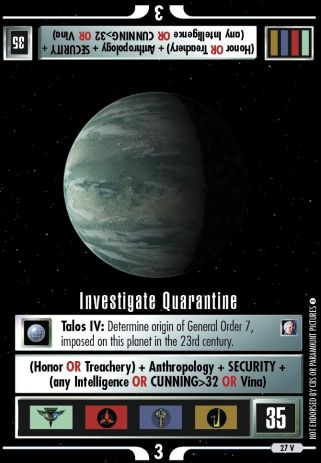 3
35
(Honor OR Treachery) + Anthropology + SECURITY +
(any Intelligence OR CUNNING>32 OR Vina)
Investigate Quarantine
Talos IV: Determine origin of General Order 7,
imposed on this planet in the 23rd century.
(Honor OR Treachery) + Anthropology + SECURITY +
(any Intelligence OR CUNNING>32 OR Vina)
35
3
27 V
NOT ENDORSED BY CBS OR PARAMOUNT PICTURES